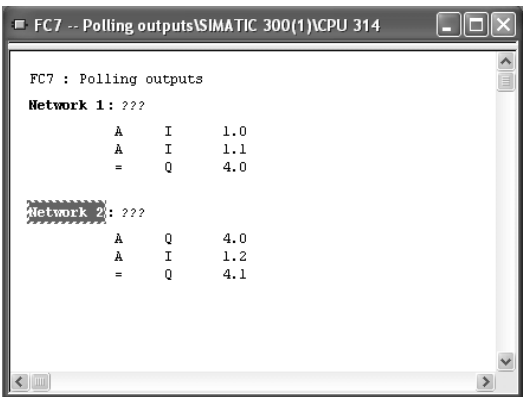 FC7 -- Polling outputs\SIMATIC 300(1)\CPU 314
FC7 : Polling outputs
Network 1: ???
A I 1.0
A I 1.1
= Q 4.0
Network 2: ???
A Q 4.0
A I 1.2
= Q 4.1